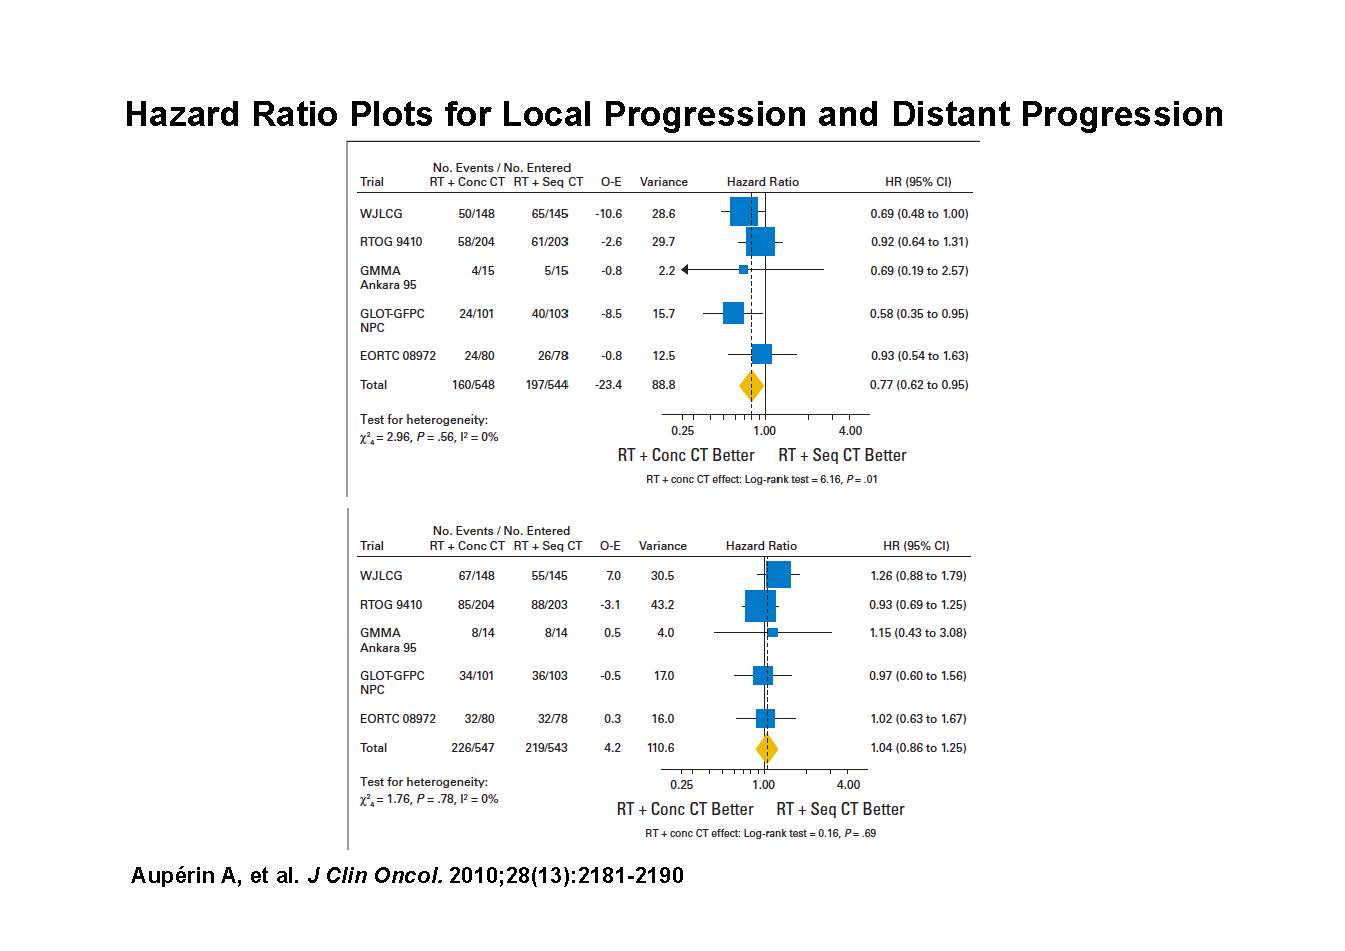 Hazard Ratio Plots for Local Progression and Distant Progression
No. Events / No. Entered
Trial RT + Conc CT RT + Seq CT O-E Variance Hazard Ratio HR (95% CI)
WJLCG 50/148 65/145 -10.6 28.6 0.69 (0.48 to 1.00)
RTOG 9410 58/204 61/203 -2.6 29.7 0.92 (0.64 to 1.31)
GMMA 4/15 5/15 -0.8 2.2 0.69 (0.19 to 2.57)
Ankara 95
GLOT-GFPC 24/101 40/103 -8.5 15.7 0.58 (0.35 to 0.95)
NPC
EORTC 08972 24/80 26/78 -0.8 12.5 0.93 (0.54 to 1.63)
Total 160/548 197/544 -23.4 88.8 0.77 (0.62 to 0.95)
Test for heterogeneity:
χ²₄ = 2.96, P = .56, I² = 0%
0.25 1.00 4.00
RT + Conc CT Better RT + Seq CT Better
RT + conc CT effect: Log-rank test = 6.16, P = .01
No. Events / No. Entered
Trial RT + Conc CT RT + Seq CT O-E Variance Hazard Ratio HR (95% CI)
WJLCG 67/148 55/145 7.0 30.5 1.26 (0.88 to 1.79)
RTOG 9410 85/204 88/203 -3.1 43.2 0.93 (0.69 to 1.25)
GMMA 8/14 8/14 0.5 4.0 1.15 (0.43 to 3.08)
Ankara 95
GLOT-GFPC 34/101 36/103 -0.5 17.0 0.97 (0.60 to 1.56)
NPC
EORTC 08972 32/80 32/78 0.3 16.0 1.02 (0.63 to 1.67)
Total 226/547 219/543 4.2 110.6 1.04 (0.86 to 1.25)
Test for heterogeneity:
χ²₄ = 1.76, P = .78, I² = 0%
0.25 1.00 4.00
RT + Conc CT Better RT + Seq CT Better
RT + conc CT effect: Log-rank test = 0.16, P = .69
Aupérin A, et al. J Clin Oncol. 2010;28(13):2181-2190